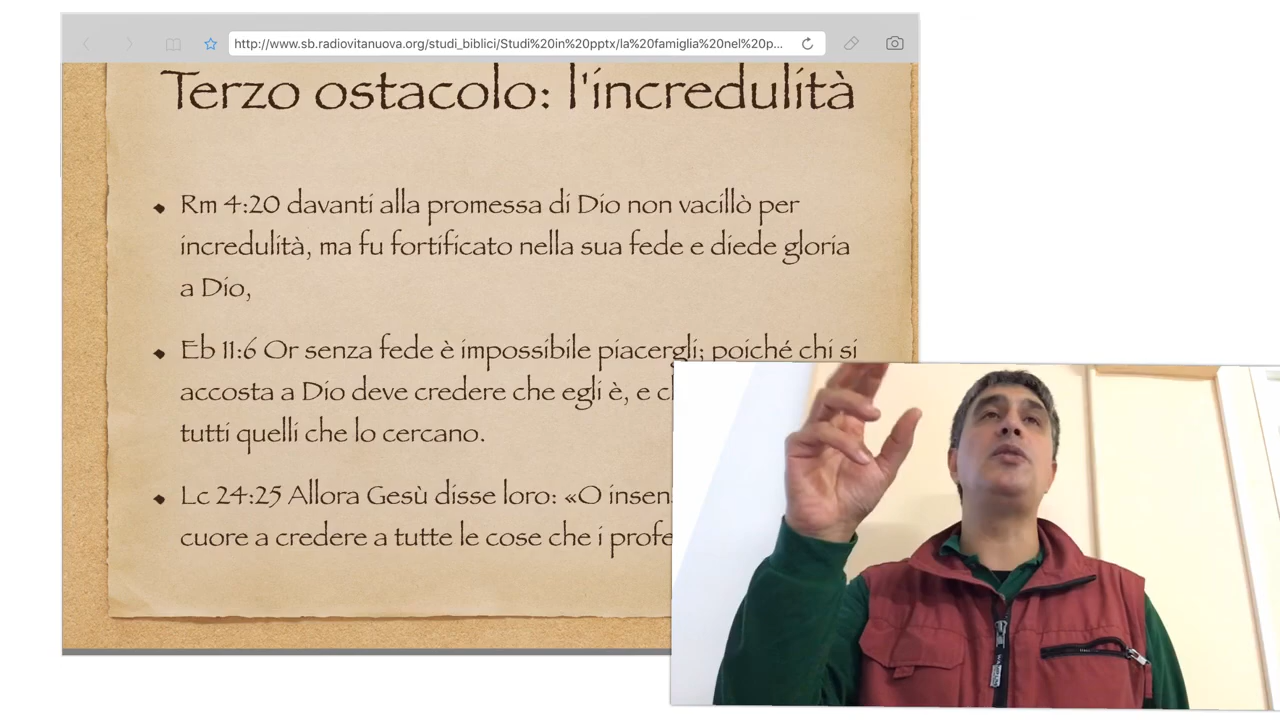 http://www.sb.radiovitanuova.org/studi_biblici/Studi%20in%20pptx/la%20famiglia%20nel%20p...
Terzo ostacolo: l'incredulità
Rm 4:20 davanti alla promessa di Dio non vacillò per
incredulità, ma fu fortificato nella sua fede e diede gloria
a Dio,
Eb 11:6 Or senza fede è impossibile piacergli; poiché chi si
accosta a Dio deve credere che egli è, e
tutti quelli che lo cercano.
Lc 24:25 Allora Gesù disse loro: «O
cuore a credere a tutte le cose che i